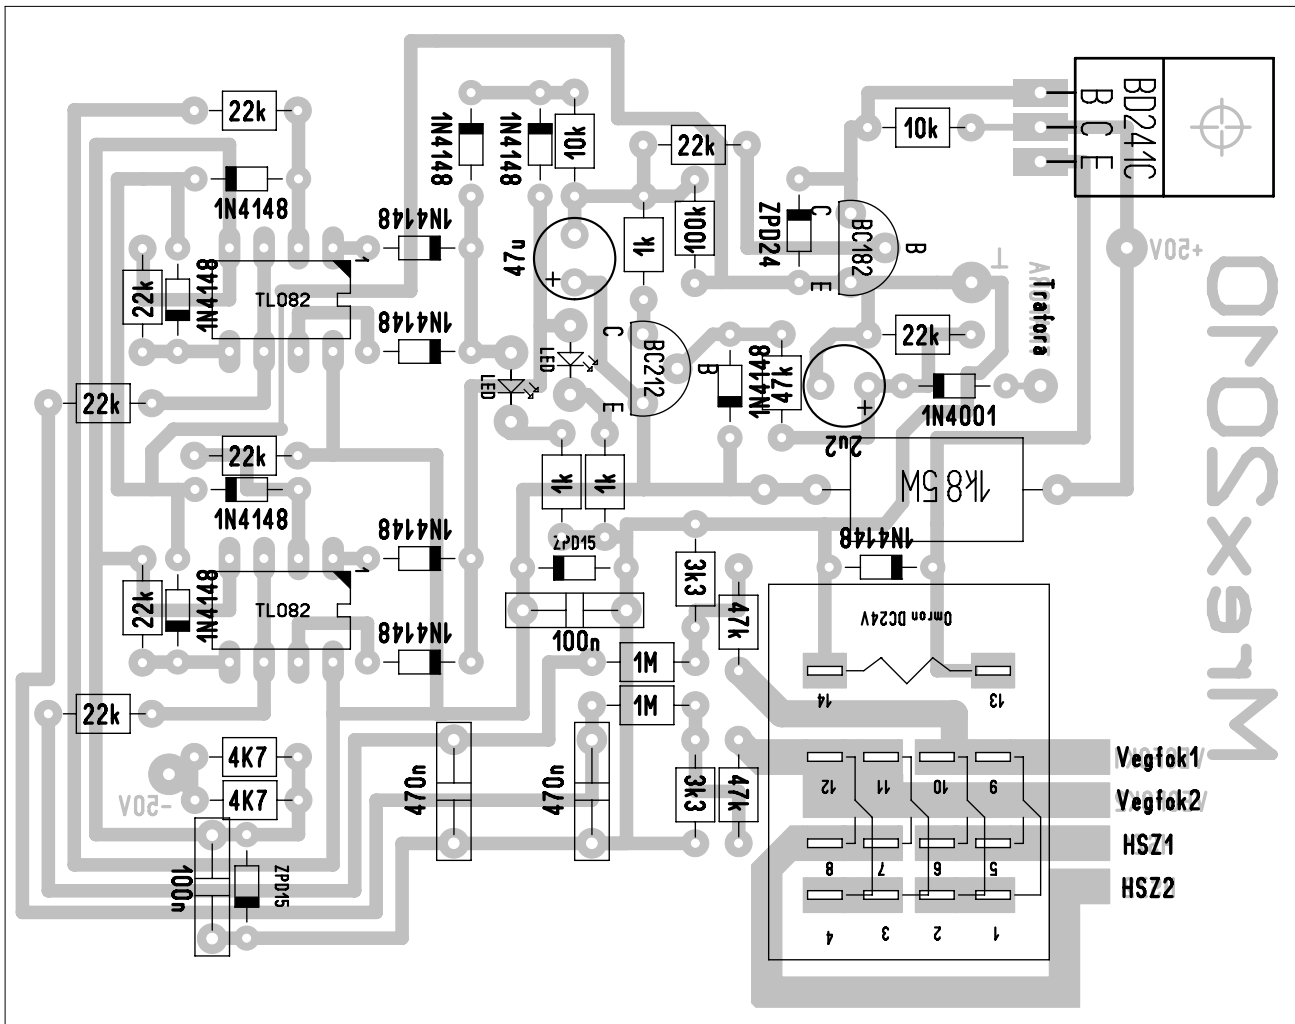 22k
1N4148
1N4148
TL082
1
22k
1N4148
1N4148
22k
22k
1N4148
1N4148
TL082
1
22k
1N4148
1N4148
22k
4K7
4K7
-50V
100n
ZPD15
1N4148
1N4148
10k
47u
+
LED
LED
1k
1k
ZPD15
100n
1M
1M
470n
470n
22k
1k
100k
C
BC212
B
E
1N4148
47k
ZPD24
C
BC182
B
E
10k
B C E
BD241C
+50V
⊥
Trafora
22k
+
2u2
1N4001
1k8 5W
1N4148
3k3
47k
3k3
47k
Omron DC24V
14
13
12
11
10
9
8
7
6
5
4
3
2
1
Vegfok1
Vegfok2
HSZ1
HSZ2
MrexZOLO